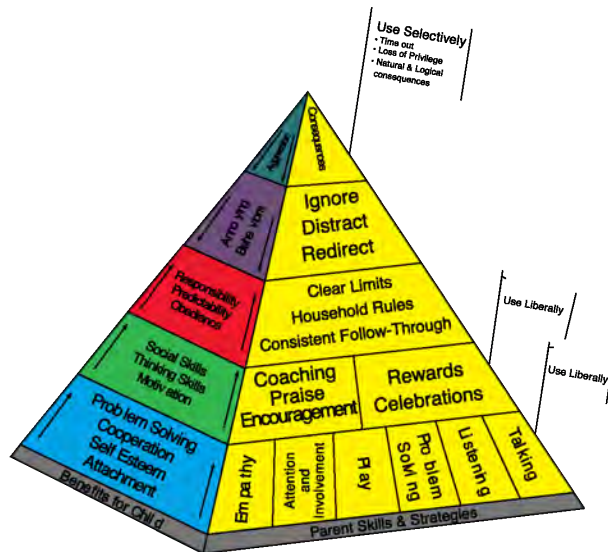 Use Selectively
• Time out
• Loss of Privilege
• Natural & Logical
consequences
Consequences
Aggression
Ignore
Distract
Redirect
Annoying
Behaviors
Clear Limits
Household Rules
Consistent Follow-Through
Responsibility
Predictability
Obedience
Use Liberally
Coaching
Praise
Encouragement
Rewards
Celebrations
Social Skills
Thinking Skills
Motivation
Use Liberally
Problem Solving
Cooperation
Self Esteem
Attachment
Empathy
Attention
and
Involvement
Play
Problem
Solving
Listening
Talking
Benefits for Child
Parent Skills & Strategies